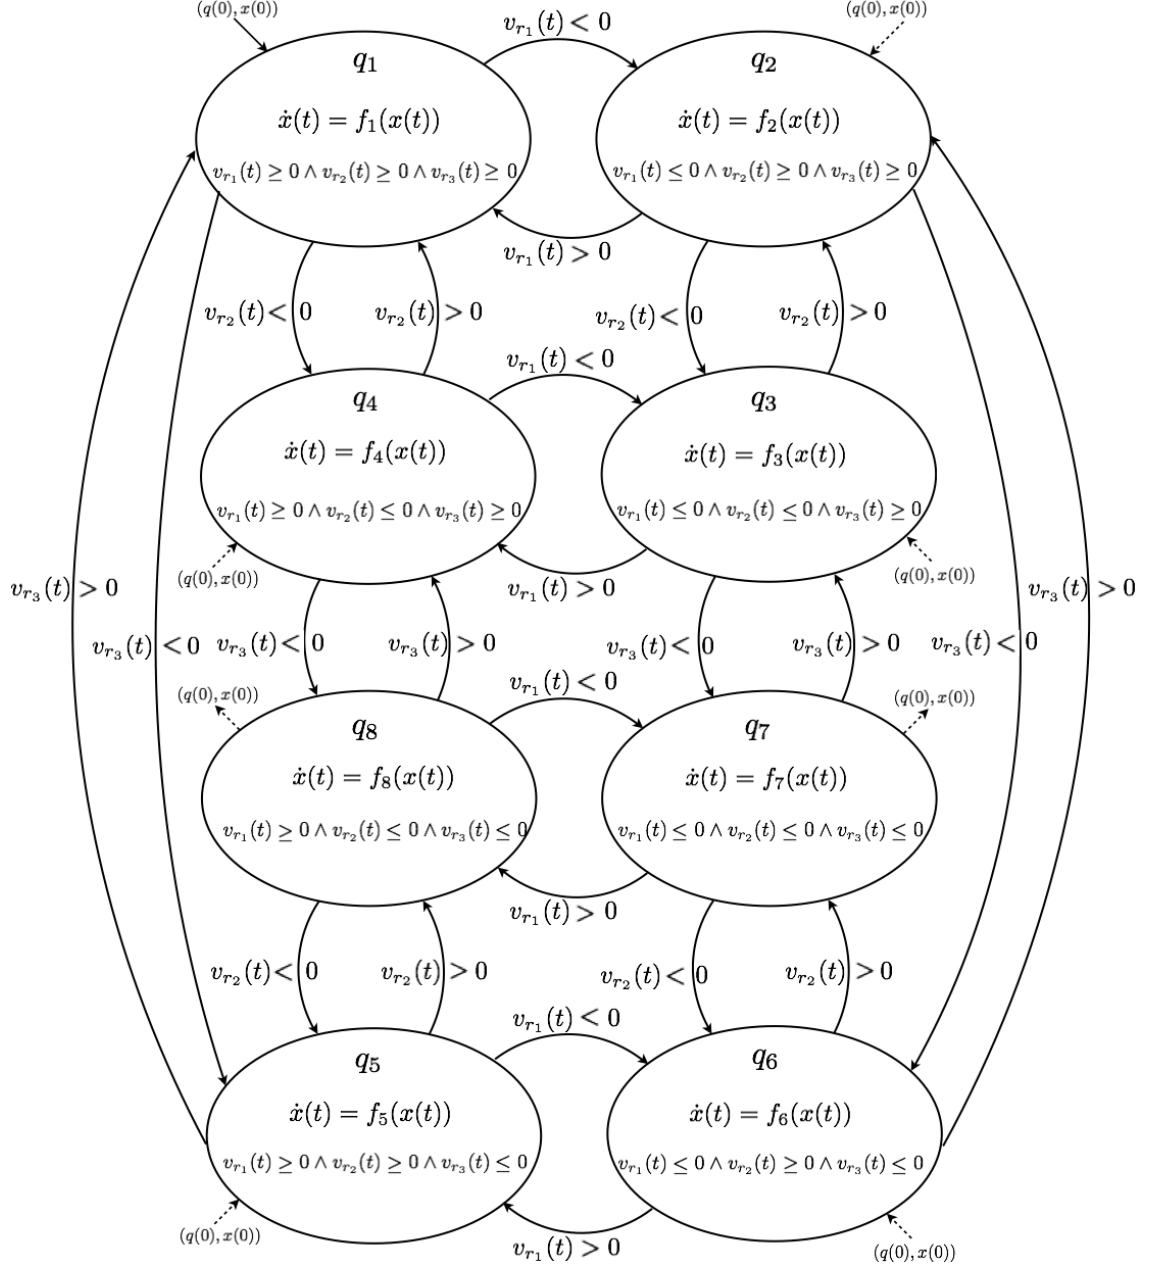 (q(0), x(0))
(q(0), x(0))
v_{r_1}(t) < 0
q_1
q_2
ẋ(t) = f_1(x(t))
ẋ(t) = f_2(x(t))
v_{r_1}(t) ≥ 0 ∧ v_{r_2}(t) ≥ 0 ∧ v_{r_3}(t) ≥ 0
v_{r_1}(t) ≤ 0 ∧ v_{r_2}(t) ≥ 0 ∧ v_{r_3}(t) ≥ 0
v_{r_1}(t) > 0
v_{r_2}(t) < 0
v_{r_2}(t) > 0
v_{r_2}(t) < 0
v_{r_2}(t) > 0
v_{r_1}(t) < 0
q_4
q_3
ẋ(t) = f_4(x(t))
ẋ(t) = f_3(x(t))
v_{r_1}(t) ≥ 0 ∧ v_{r_2}(t) ≤ 0 ∧ v_{r_3}(t) ≥ 0
v_{r_1}(t) ≤ 0 ∧ v_{r_2}(t) ≤ 0 ∧ v_{r_3}(t) ≥ 0
(q(0), x(0))
(q(0), x(0))
v_{r_3}(t) > 0
v_{r_1}(t) > 0
v_{r_3}(t) > 0
v_{r_3}(t) < 0
v_{r_3}(t) < 0
v_{r_3}(t) > 0
v_{r_3}(t) < 0
v_{r_3}(t) > 0
v_{r_3}(t) < 0
v_{r_1}(t) < 0
(q(0), x(0))
(q(0), x(0))
q_8
q_7
ẋ(t) = f_8(x(t))
ẋ(t) = f_7(x(t))
v_{r_1}(t) ≥ 0 ∧ v_{r_2}(t) ≤ 0 ∧ v_{r_3}(t) ≤ 0
v_{r_1}(t) ≤ 0 ∧ v_{r_2}(t) ≤ 0 ∧ v_{r_3}(t) ≤ 0
v_{r_1}(t) > 0
v_{r_2}(t) < 0
v_{r_2}(t) > 0
v_{r_2}(t) < 0
v_{r_2}(t) > 0
v_{r_1}(t) < 0
q_5
q_6
ẋ(t) = f_5(x(t))
ẋ(t) = f_6(x(t))
v_{r_1}(t) ≥ 0 ∧ v_{r_2}(t) ≥ 0 ∧ v_{r_3}(t) ≤ 0
v_{r_1}(t) ≤ 0 ∧ v_{r_2}(t) ≥ 0 ∧ v_{r_3}(t) ≤ 0
(q(0), x(0))
v_{r_1}(t) > 0
(q(0), x(0))